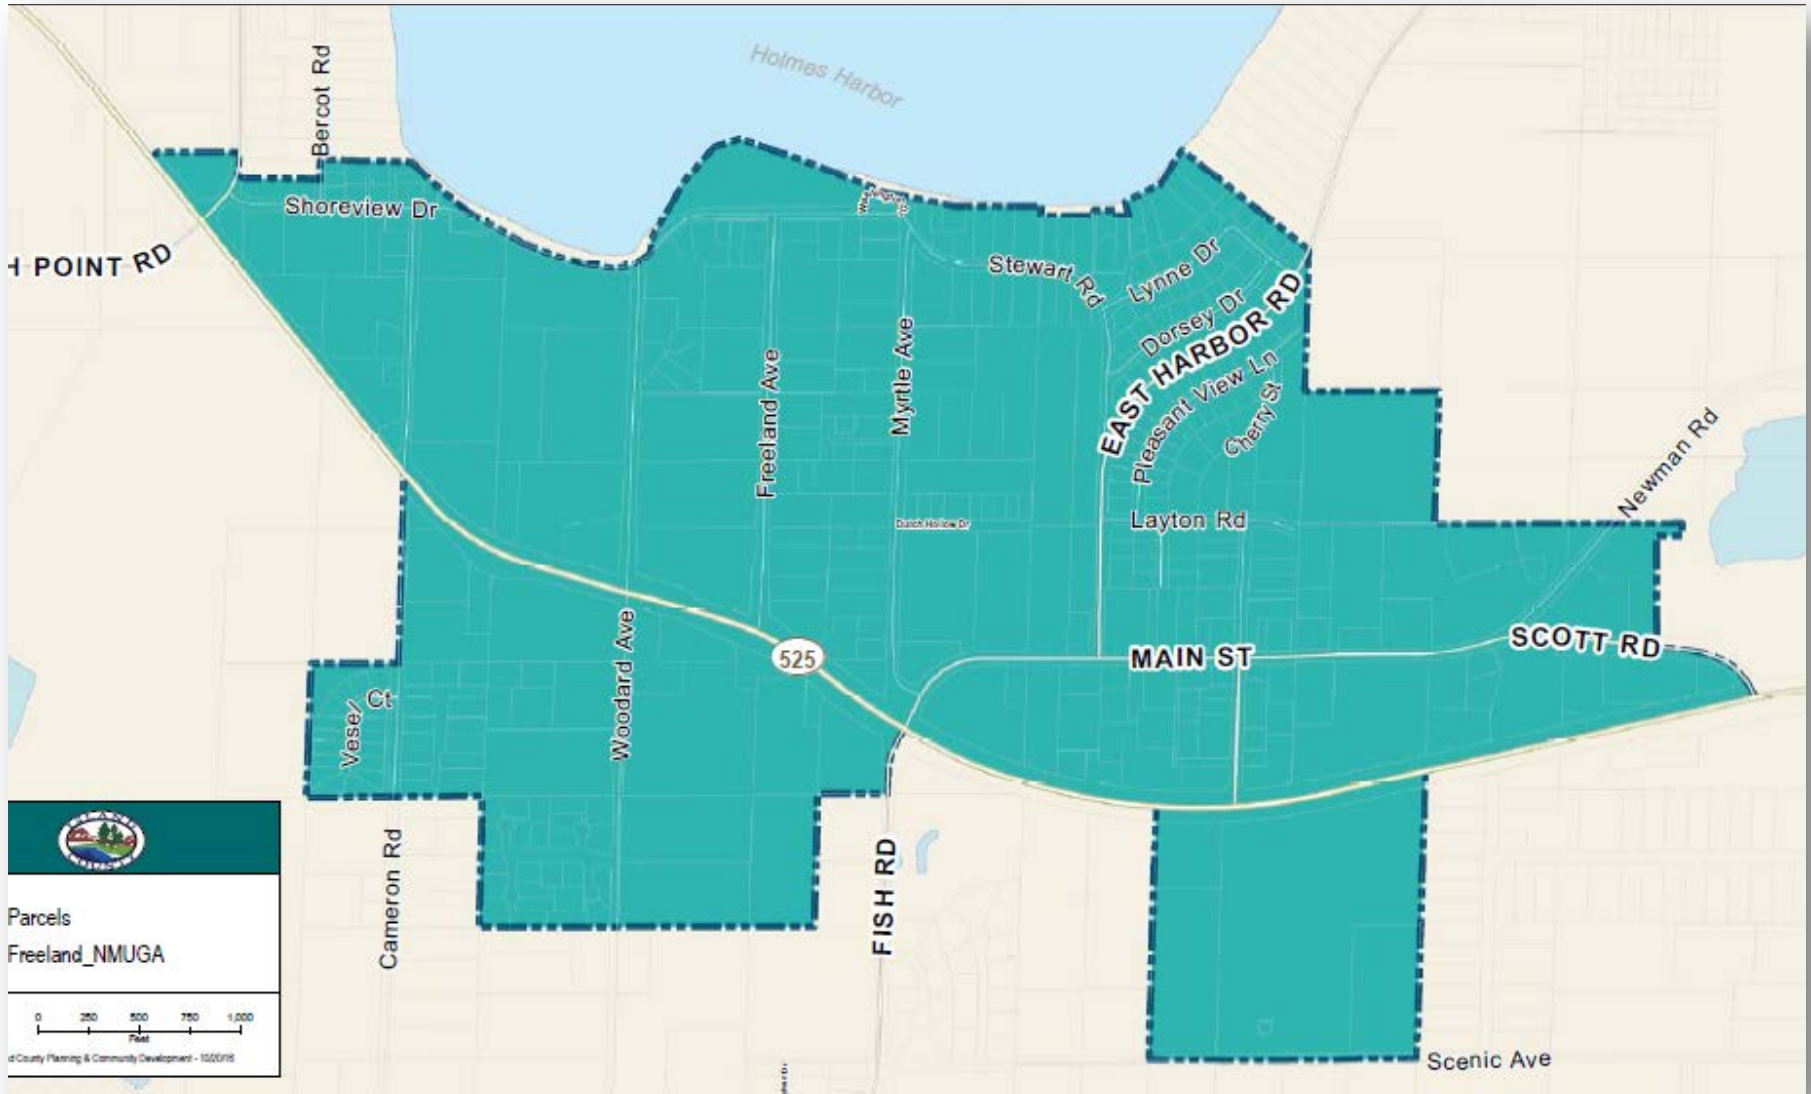 Holmes Harbor
Bercot Rd
Shoreview Dr
H POINT RD
Stewart Rd
Lynne Dr
Dorsey Dr
EAST HARBOR RD
Pleasant View Ln
Cherry St
Freeland Ave
Myrtle Ave
Newman Rd
Dutch Hollow Dr
Layton Rd
525
MAIN ST
SCOTT RD
Woodard Ave
Vesey Ct
Cameron Rd
FISH RD
Scenic Ave
ISLAND
COUNTY
Parcels
Freeland_NMUGA
0 250 500 750 1,000
Feet
d County Planning & Community Development -